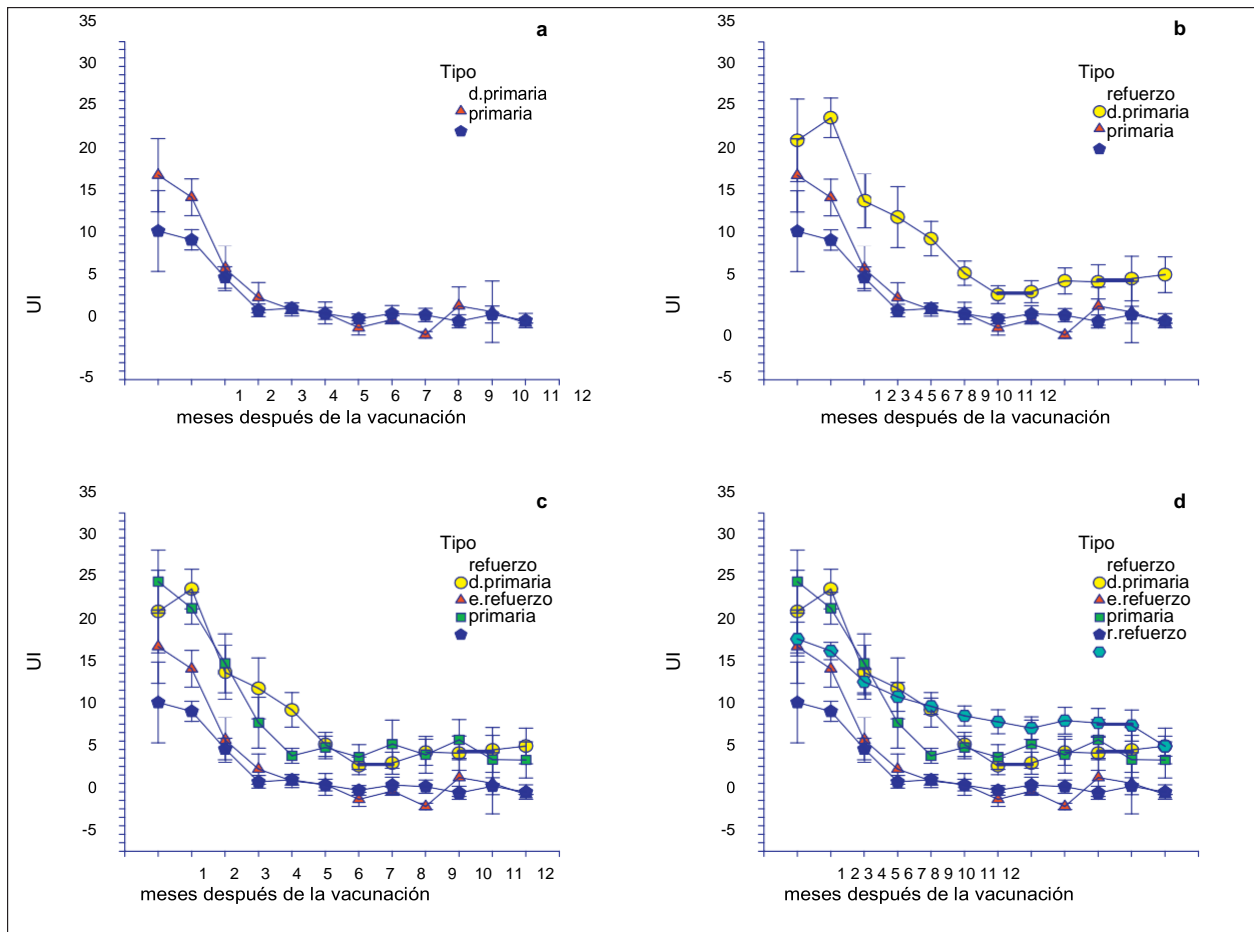 a
35
30
25
20
15
10
5
0
-5
UI
Tipo
d.primaria
primaria
1 2 3 4 5 6 7 8 9 10 11 12
meses después de la vacunación
b
35
30
25
20
15
10
5
0
-5
UI
Tipo
refuerzo
d.primaria
primaria
1 2 3 4 5 6 7 8 9 10 11 12
meses después de la vacunación
c
35
30
25
20
15
10
5
0
-5
UI
Tipo
refuerzo
d.primaria
e.refuerzo
primaria
1 2 3 4 5 6 7 8 9 10 11 12
meses después de la vacunación
d
35
30
25
20
15
10
5
0
-5
UI
Tipo
refuerzo
d.primaria
e.refuerzo
primaria
r.refuerzo
1 2 3 4 5 6 7 8 9 10 11 12
meses después de la vacunación